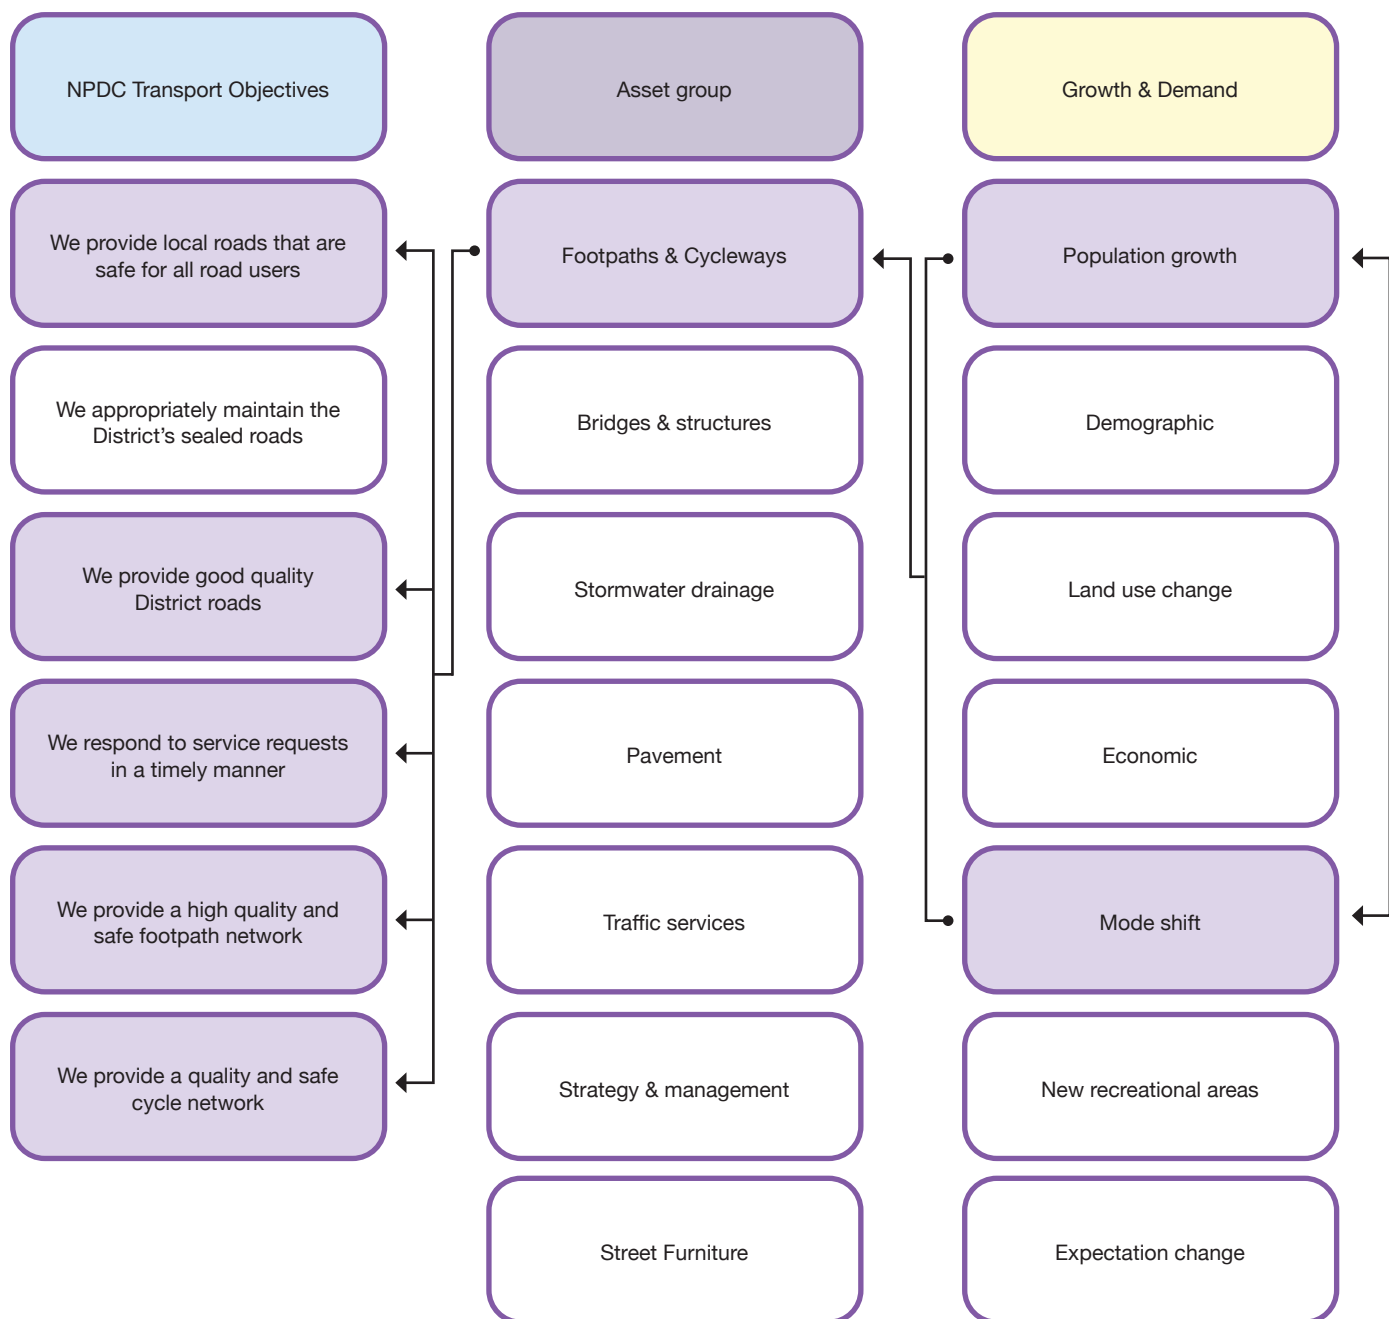 NPDC Transport Objectives
Asset group
Growth & Demand
We provide local roads that are
safe for all road users
Footpaths & Cycleways
Population growth
We appropriately maintain the
District’s sealed roads
Bridges & structures
Demographic
We provide good quality
District roads
Stormwater drainage
Land use change
We respond to service requests
in a timely manner
Pavement
Economic
We provide a high quality and
safe footpath network
Traffic services
Mode shift
We provide a quality and safe
cycle network
Strategy & management
New recreational areas
Street Furniture
Expectation change